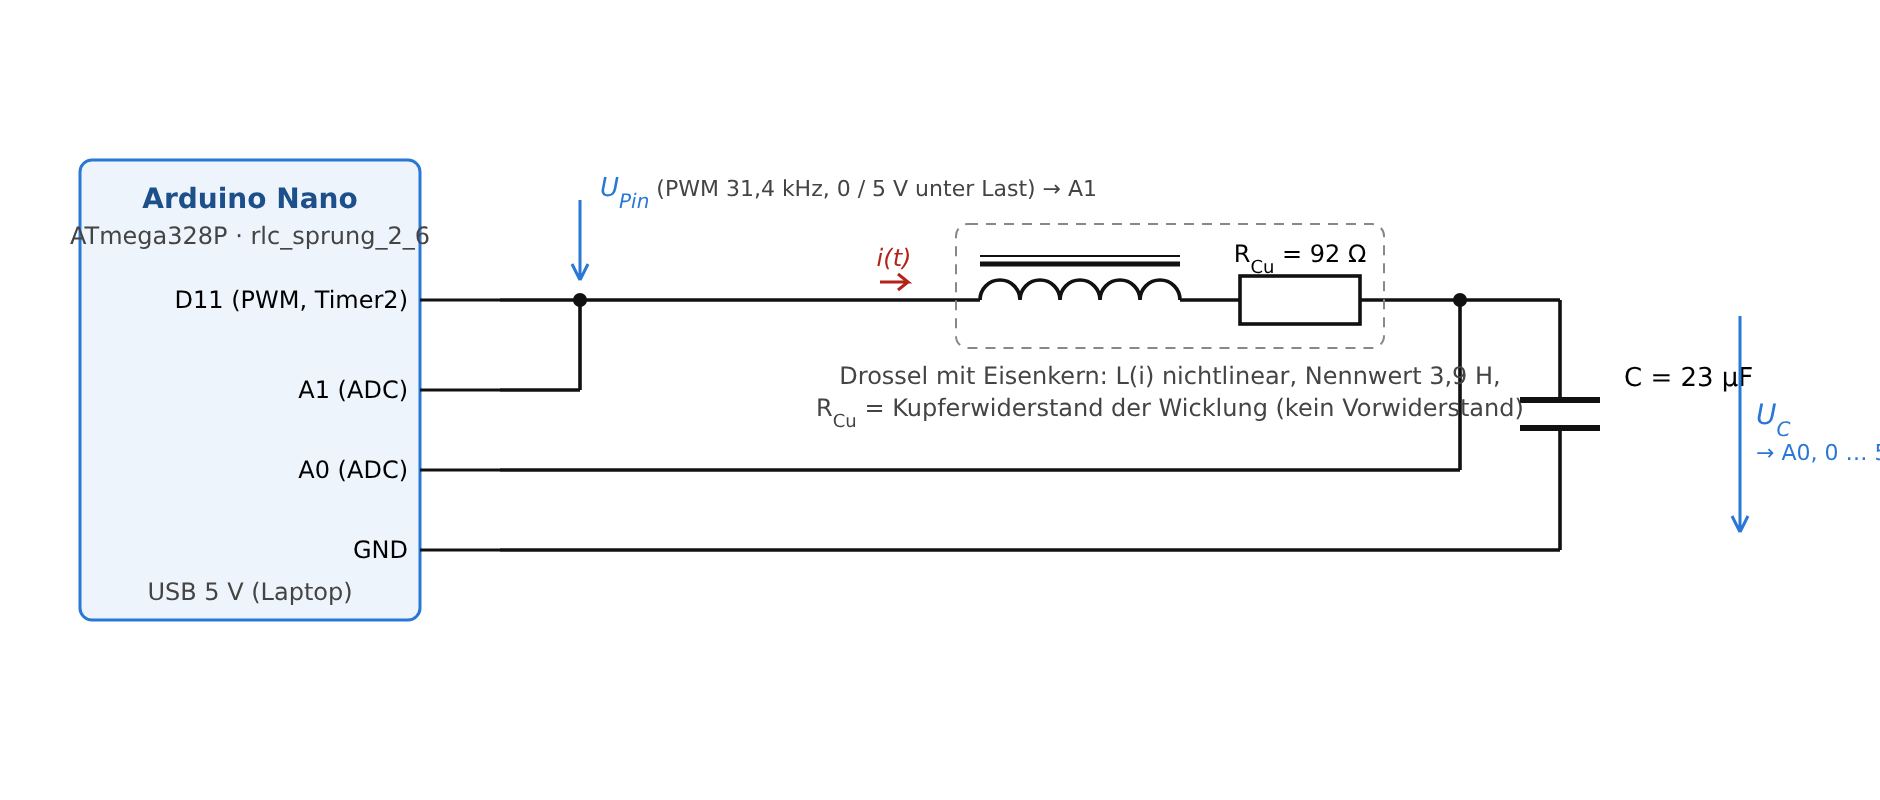 Arduino Nano
ATmega328P · rlc_sprung_2_6
D11 (PWM, Timer2)
A1 (ADC)
A0 (ADC)
GND
USB 5 V (Laptop)
U_Pin (PWM 31,4 kHz, 0 / 5 V unter Last) → A1
i(t)
R_Cu = 92 Ω
Drossel mit Eisenkern: L(i) nichtlinear, Nennwert 3,9 H,
R_Cu = Kupferwiderstand der Wicklung (kein Vorwiderstand)
C = 23 µF
U_C
→ A0, 0 …